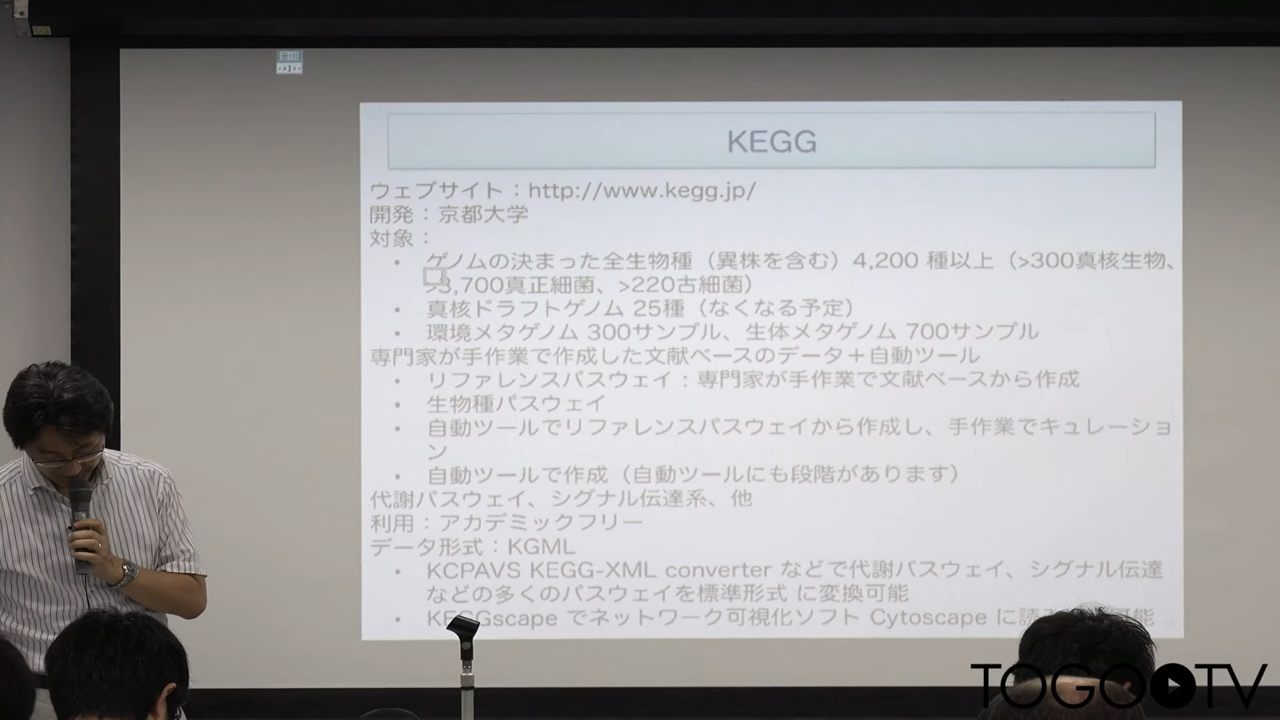 KEGG
ウェブサイト：http://www.kegg.jp/
開発：京都大学
対象：
• ゲノムの決まった全生物種（異株を含む）4,200 種以上（>300真核生物、
>3,700真正細菌、>220古細菌）
• 真核ドラフトゲノム 25種（なくなる予定）
• 環境メタゲノム 300サンプル、生体メタゲノム 700サンプル
専門家が手作業で作成した文献ベースのデータ＋自動ツール
• リファレンスパスウェイ：専門家が手作業で文献ベースから作成
• 生物種パスウェイ
• 自動ツールでリファレンスパスウェイから作成し、手作業でキュレーショ
ン
• 自動ツールで作成（自動ツールにも段階があります）
代謝パスウェイ、シグナル伝達系、他
利用：アカデミックフリー
データ形式：KGML
• KCPAVS KEGG-XML converter などで代謝パスウェイ、シグナル伝達
などの多くのパスウェイを標準形式 に変換可能
• KEGGscape でネットワーク可視化ソフト Cytoscape に読 可能
TOGOTV